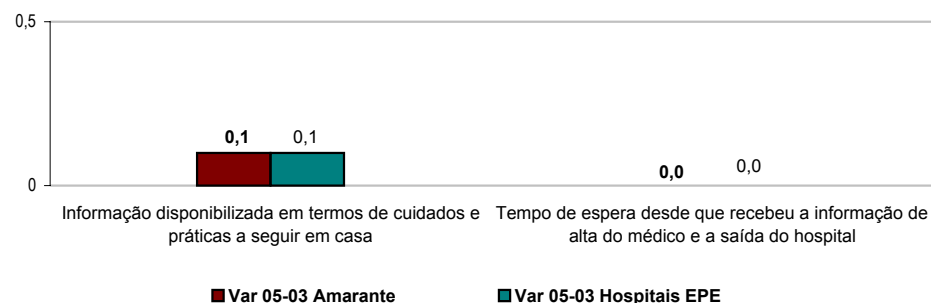 0,5
0,1 0,1
0,0 0,0
0
Informação disponibilizada em termos de cuidados e práticas a seguir em casa
Tempo de espera desde que recebeu a informação de alta do médico e a saída do hospital
Var 05-03 Amarante Var 05-03 Hospitais EPE